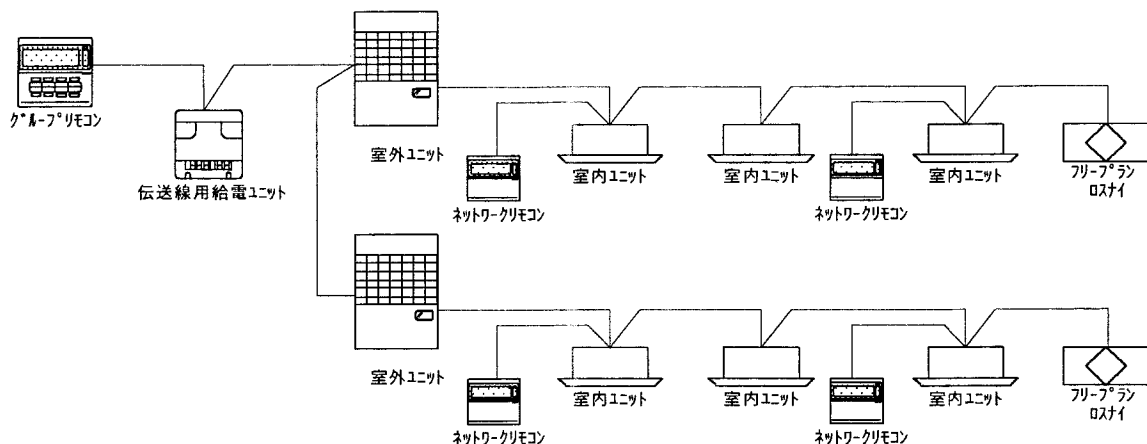 グループリモコン
伝送線用給電ユニット
室外ユニット
ネットワークリモコン
室内ユニット
室内ユニット
ネットワークリモコン
室内ユニット
フリープラン
ロスナイ
室外ユニット
ネットワークリモコン
室内ユニット
室内ユニット
ネットワークリモコン
室内ユニット
フリープラン
ロスナイ